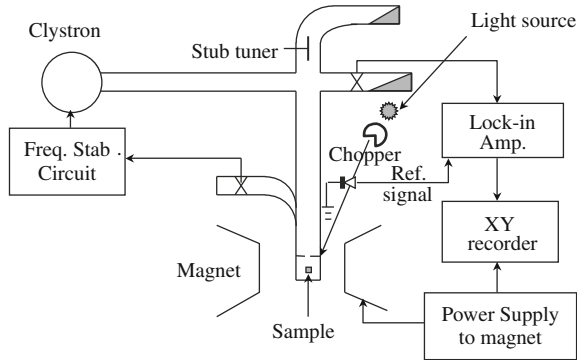 Clystron
Stub tuner
Light source
Freq. Stab .
Circuit
Chopper
Lock-in
Amp.
Ref.
signal
XY
recorder
Magnet
Sample
Power Supply
to magnet